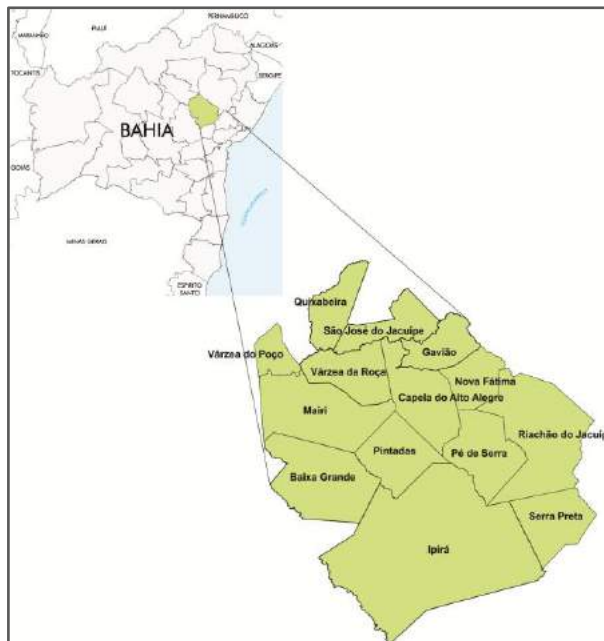 PERNAMBUCO
PIAUÍ
MARANHÃO
ALAGOAS
TOCANTIS
SERGIPE
BAHIA
GOIÁS
MINAS GERAIS
ESPÍRITO
SANTO
Quixabeira
São José do Jacuípe
Várzea do Poço
Gavião
Várzea da Roça
Nova Fátima
Capela do Alto Alegre
Mairi
Riachão do Jacuíp
Pintadas
Pé de Serra
Baixa Grande
Serra Preta
Ipirá